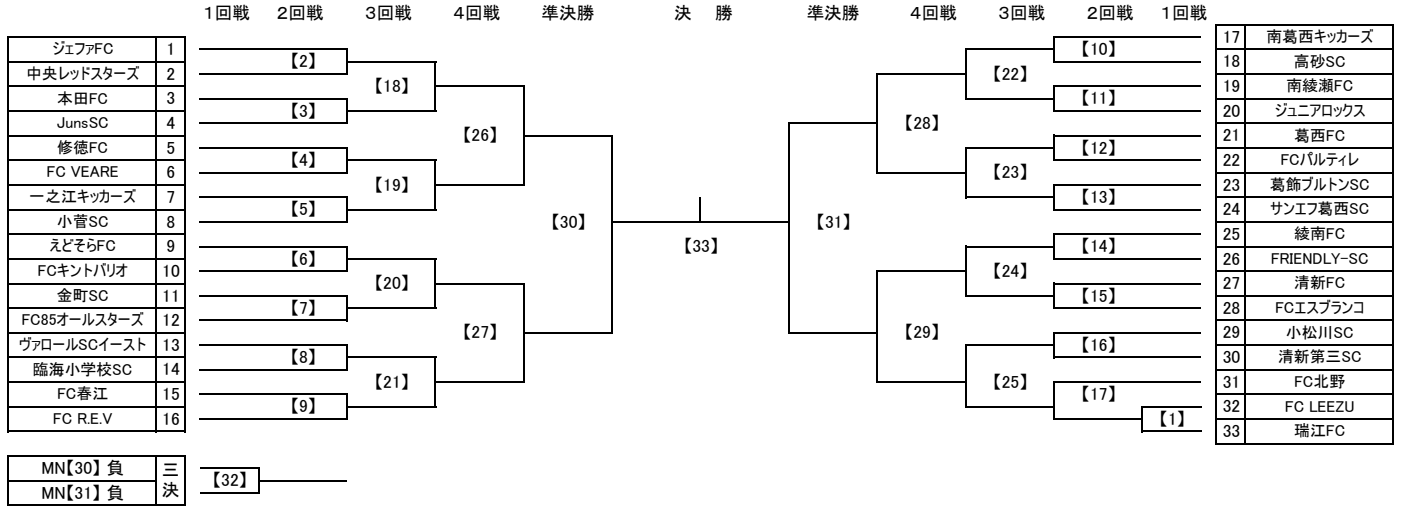 1回戦 2回戦 3回戦 4回戦 準決勝 決 勝 準決勝 4回戦 3回戦 2回戦 1回戦
ジェファFC 1
中央レッドスターズ 2
本田FC 3
JunsSC 4
修徳FC 5
FC VEARE 6
一之江キッカーズ 7
小菅SC 8
えどそらFC 9
FCキントバリオ 10
金町SC 11
FC85オールスターズ 12
ヴァロールSCイースト 13
臨海小学校SC 14
FC春江 15
FC R.E.V 16
【2】
【3】
【4】
【5】
【6】
【7】
【8】
【9】
【18】
【19】
【20】
【21】
【26】
【27】
【30】
【33】
【31】
【28】
【29】
【22】
【23】
【24】
【25】
【10】
【11】
【12】
【13】
【14】
【15】
【16】
【17】
【1】
17 南葛西キッカーズ
18 高砂SC
19 南綾瀬FC
20 ジュニアロックス
21 葛西FC
22 FCパルティレ
23 葛飾ブルトンSC
24 サンエフ葛西SC
25 綾南FC
26 FRIENDLY-SC
27 清新FC
28 FCエスブランコ
29 小松川SC
30 清新第三SC
31 FC北野
32 FC LEEZU
33 瑞江FC
MN【30】 負
MN【31】 負
三決
【32】